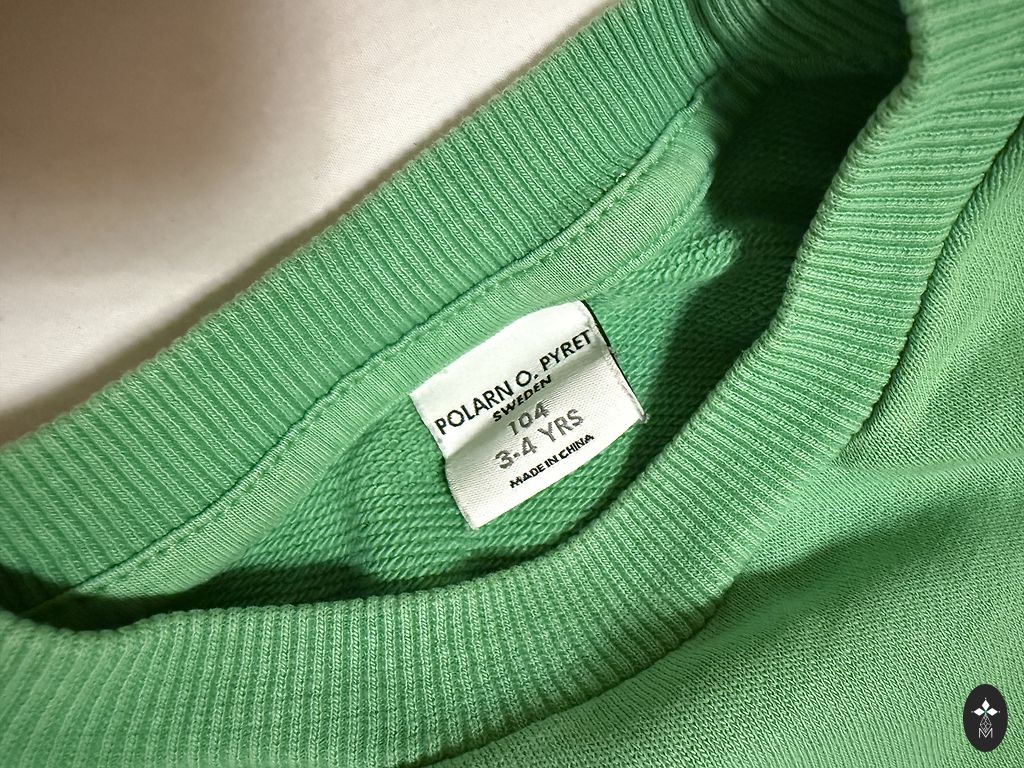 POLARN O. PYRET
SWEDEN
104
3-4 YRS
MADE IN CHINA
M